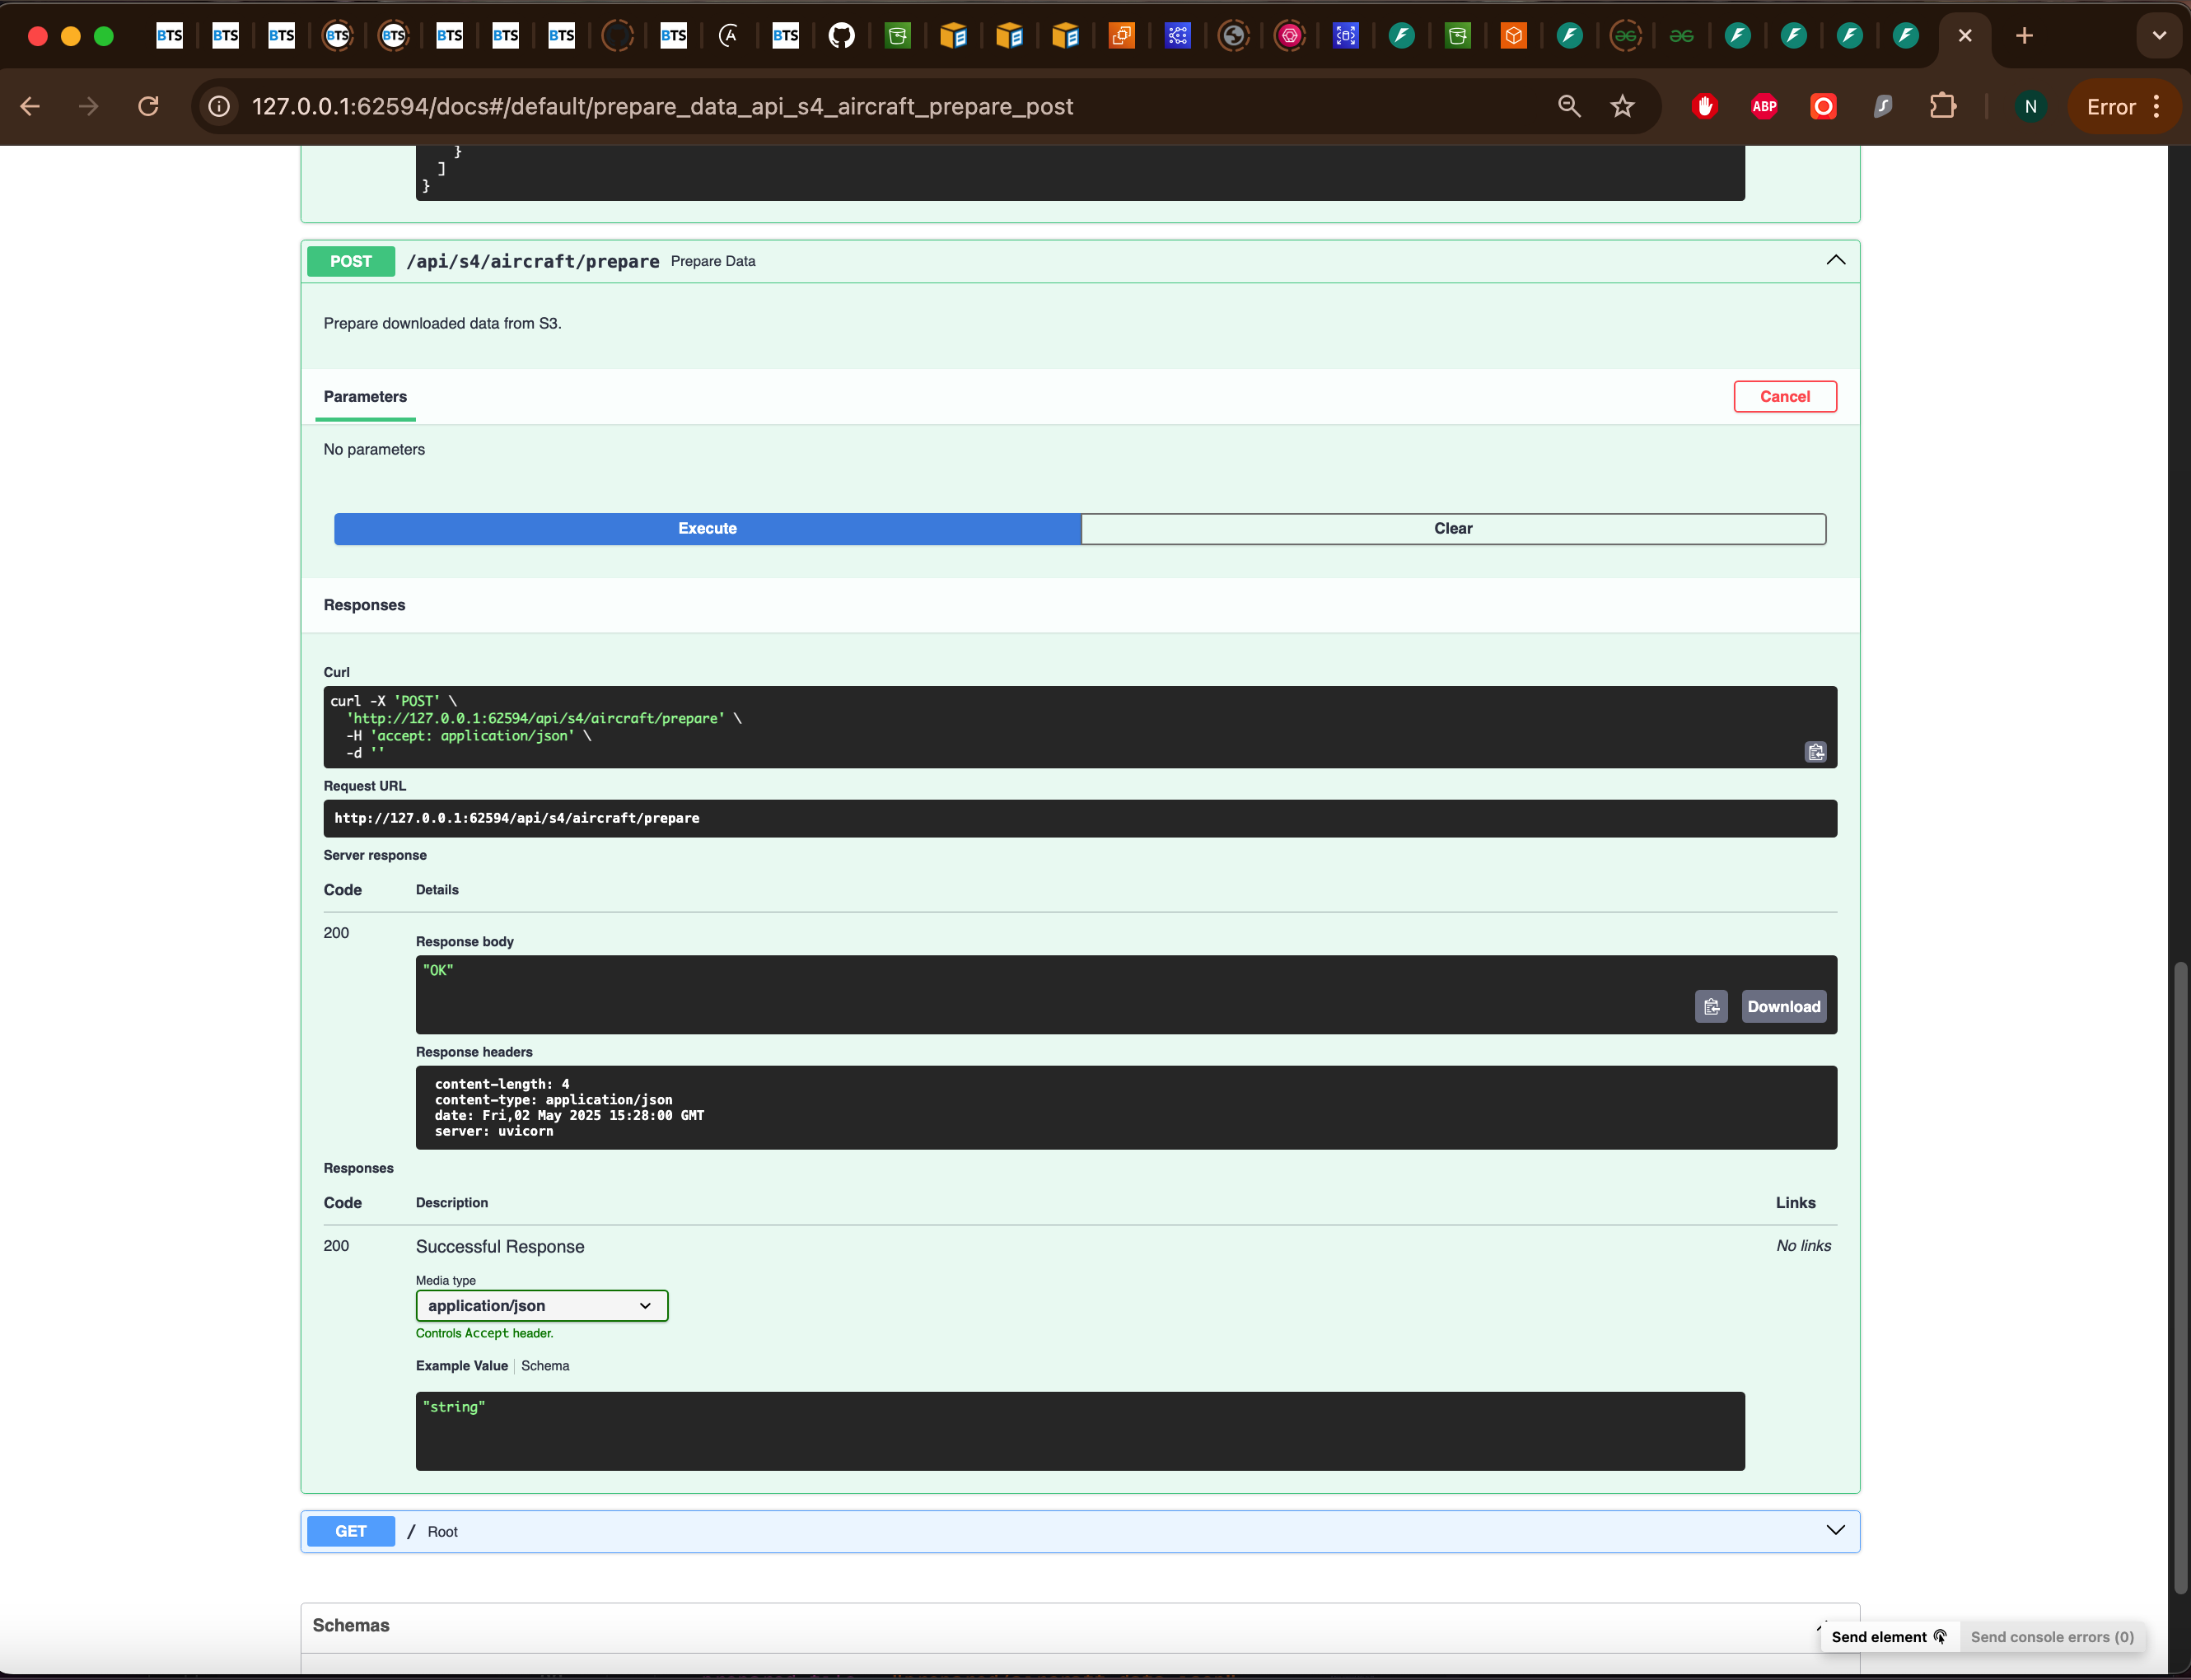 BTS BTS BTS BTS BTS BTS BTS BTS BTS BTS
127.0.0.1:62594/docs#/default/prepare_data_api_s4_aircraft_prepare_post
ABP
N
Error
}
]
}
POST /api/s4/aircraft/prepare Prepare Data
Prepare downloaded data from S3.
Parameters
Cancel
No parameters
Execute
Clear
Responses
Curl
curl -X 'POST' \
'http://127.0.0.1:62594/api/s4/aircraft/prepare' \
-H 'accept: application/json' \
-d ''
Request URL
http://127.0.0.1:62594/api/s4/aircraft/prepare
Server response
Code Details
200
Response body
"OK"
Download
Response headers
content-length: 4
content-type: application/json
date: Fri,02 May 2025 15:28:00 GMT
server: uvicorn
Responses
Code Description Links
200 Successful Response No links
Media type
application/json
Controls Accept header.
Example Value Schema
"string"
GET / Root
Schemas
Send element Send console errors (0)